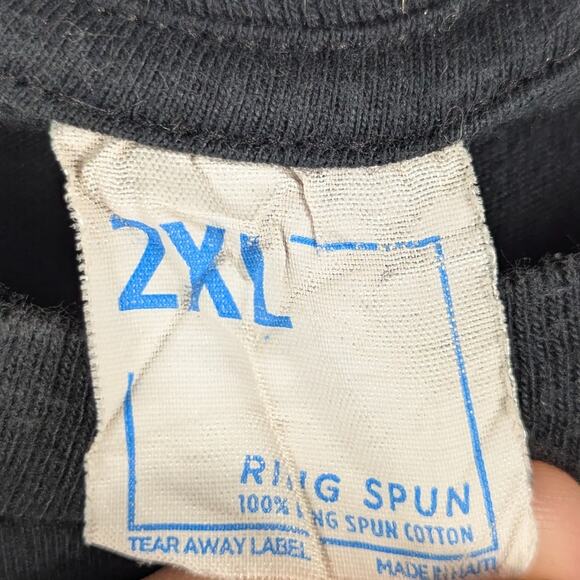 2XL
RING SPUN
100% RING SPUN COTTON
TEAR AWAY LABEL
MADE IN HAITI